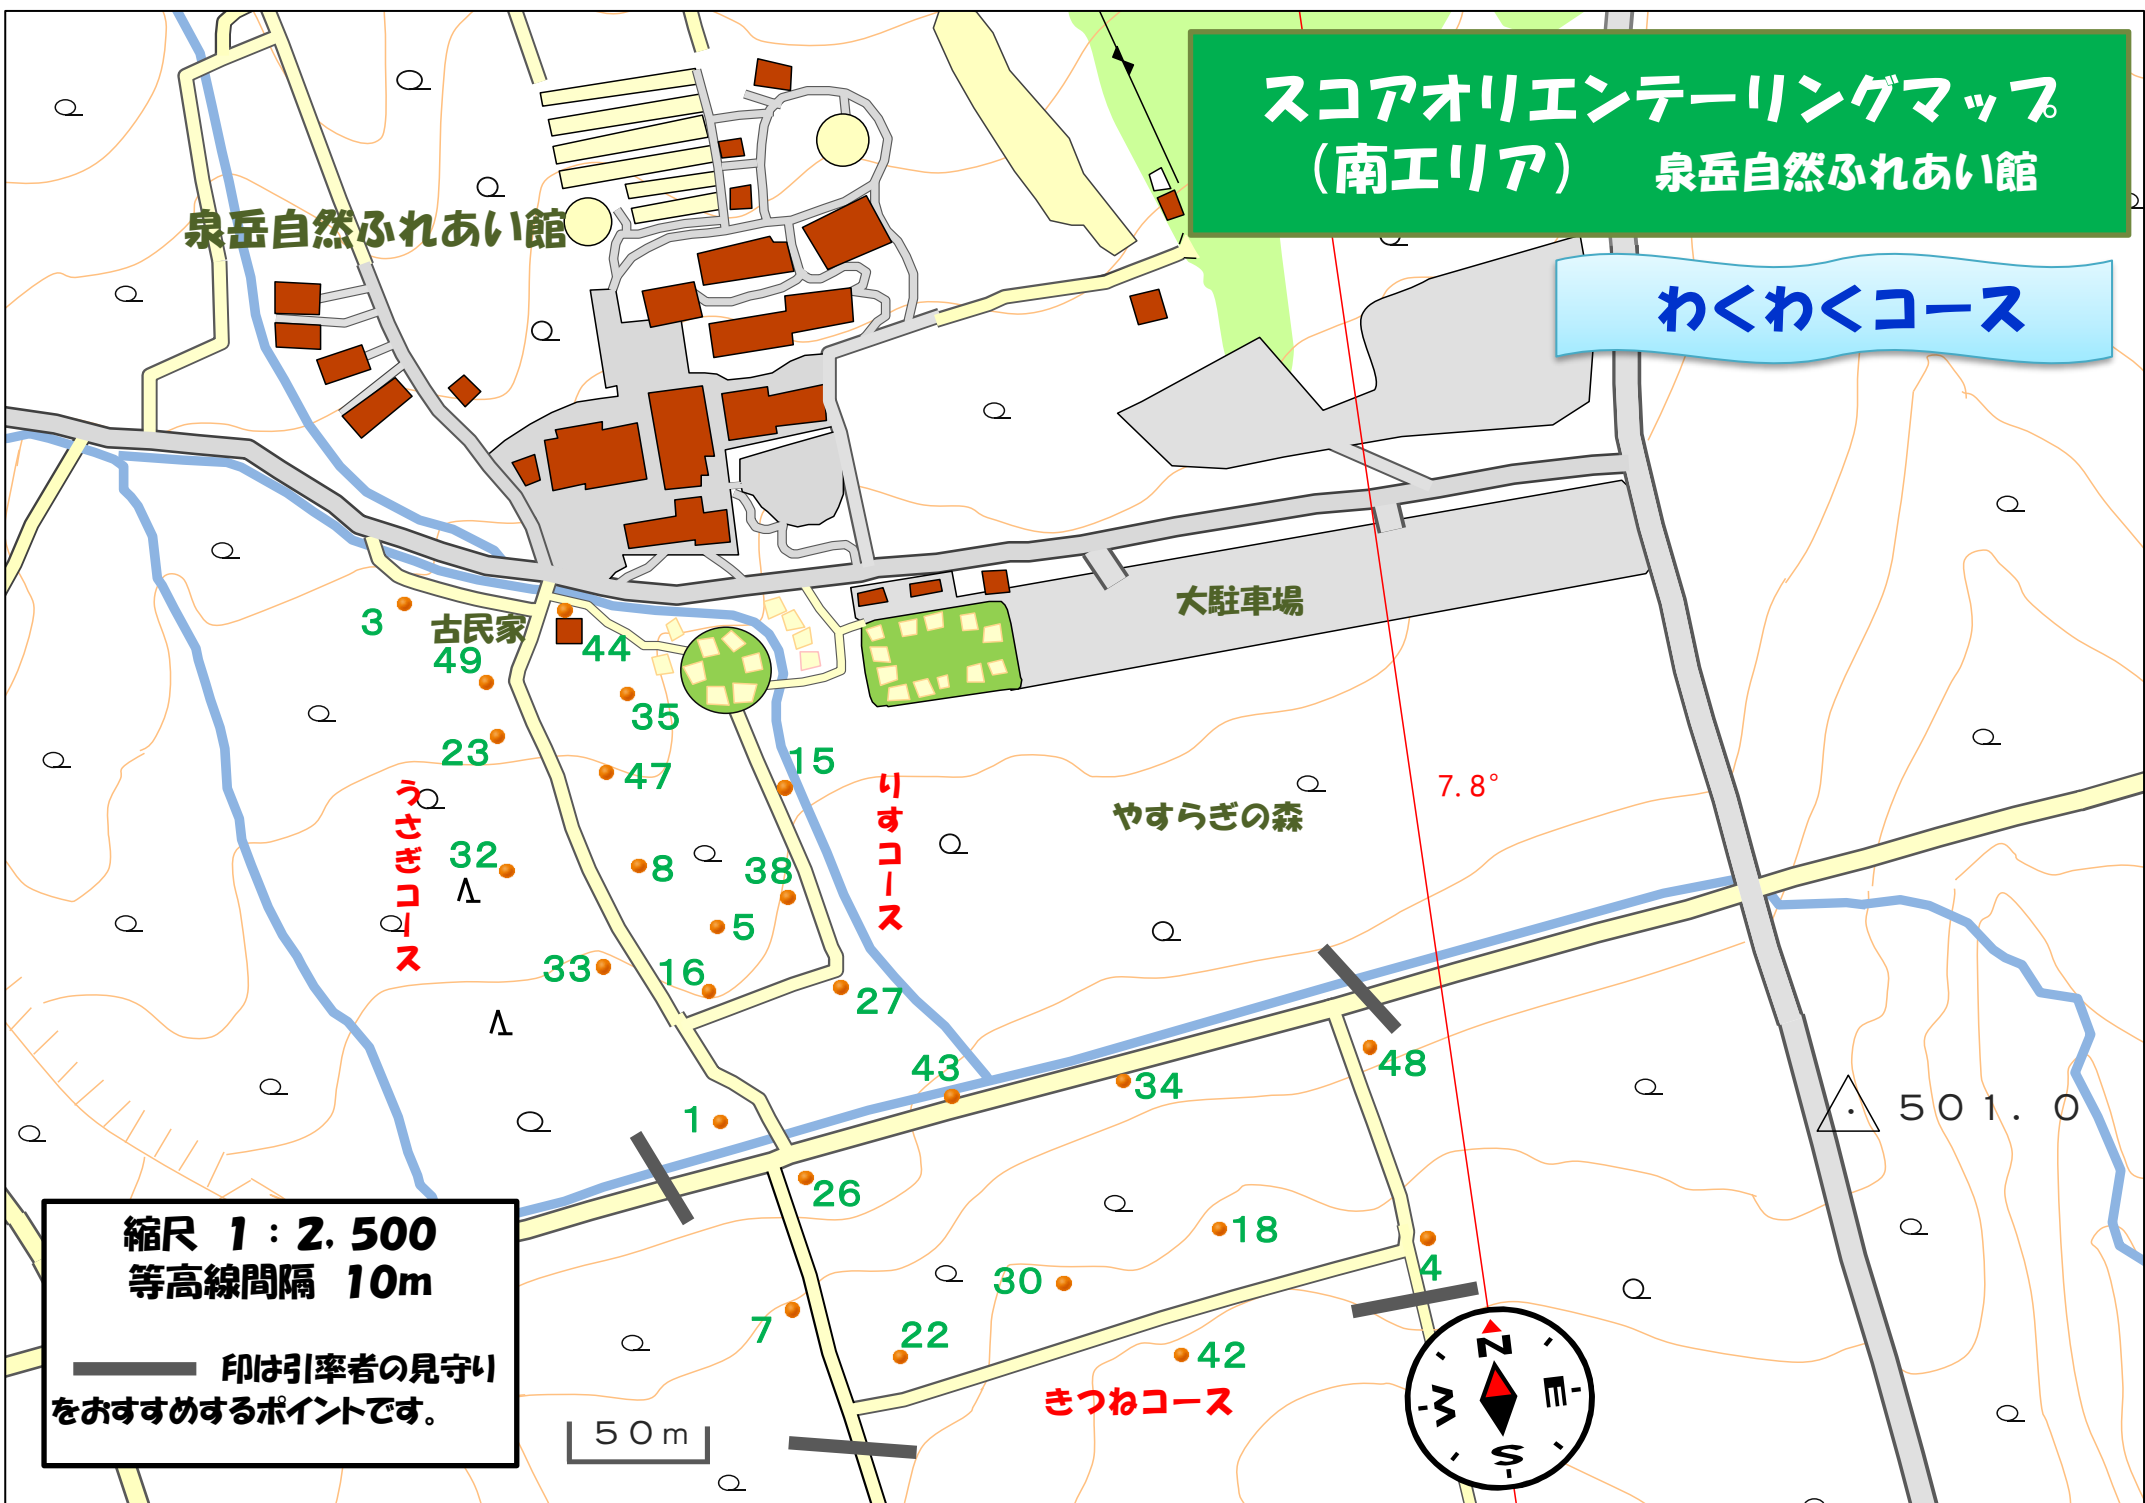 スコアオリエンテーリングマップ
（南エリア）　泉岳自然ふれあい館
わくわくコース
泉岳自然ふれあい館
大駐車場
3
古民家
44
49
35
23
47
15
うさぎコース
りすコース
7.8°
やすらぎの森
32
8
38
5
33
16
27
43
48
34
1
501.0
26
18
30
4
7
22
42
きつねコース
縮尺 1：2,500
等高線間隔 10m
印は引率者の見守り
をおすすめするポイントです。
50m
N
E
W
S